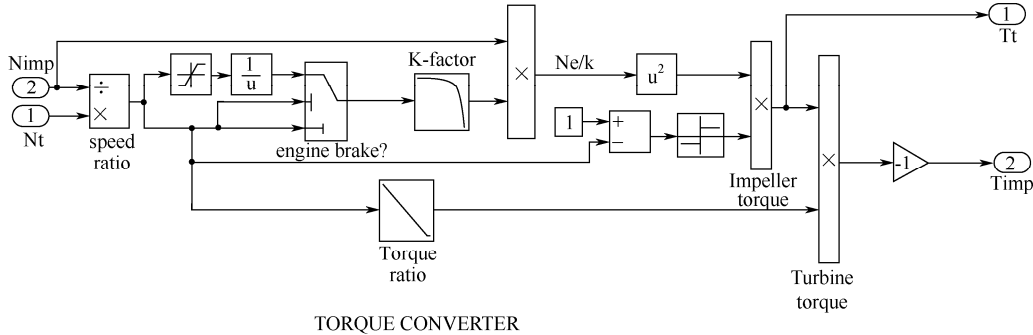 Nimp
2
1
Nt
÷
×
speed
ratio
1
u
engine brake?
K-factor
×
Ne/k
u²
1
+
−
×
Impeller
torque
Torque
ratio
×
Turbine
torque
-1
1
Tt
2
Timp
TORQUE CONVERTER